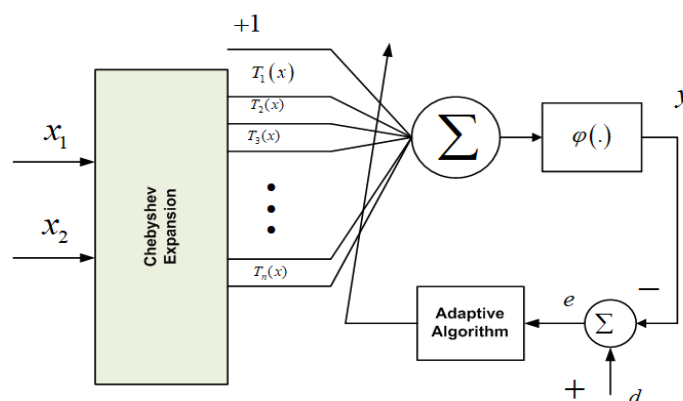 +1
T₁(x)
T₂(x)
T₃(x)
Tₙ(x)
x₁
x₂
Chebyshev
Expansion
Σ
φ(.)
y
Adaptive
Algorithm
e
Σ
−
+
d